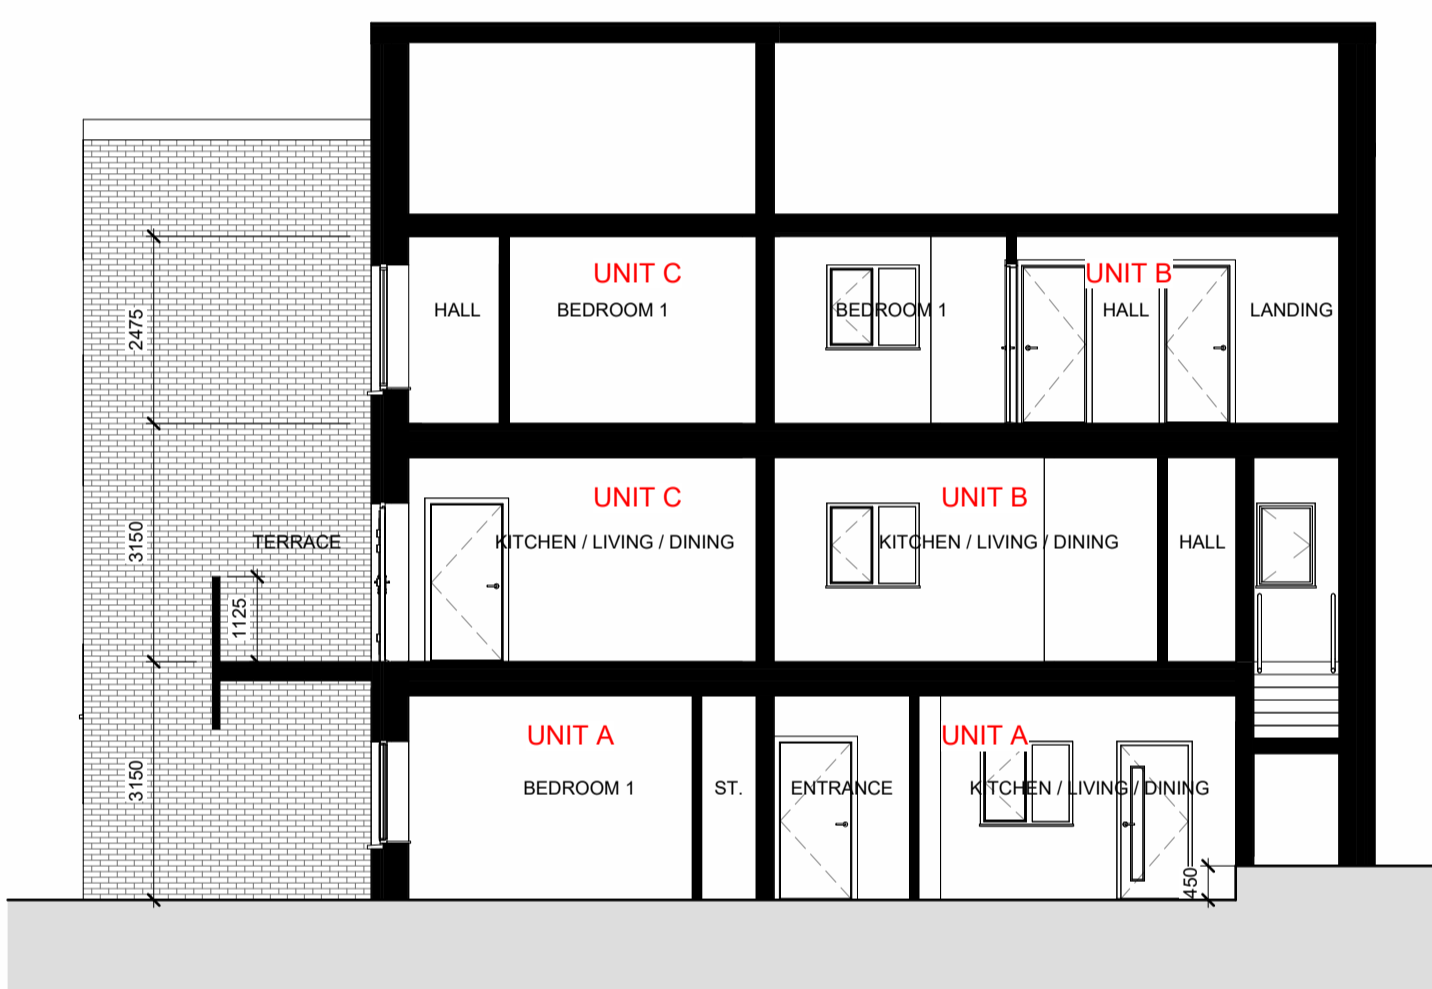 UNIT C
UNIT B
2475
HALL
BEDROOM 1
BEDROOM 1
HALL
LANDING
UNIT C
UNIT B
3150
TERRACE
KITCHEN / LIVING / DINING
KITCHEN / LIVING / DINING
HALL
1125
UNIT A
UNIT A
3150
BEDROOM 1
ST.
ENTRANCE
KITCHEN / LIVING / DINING
450